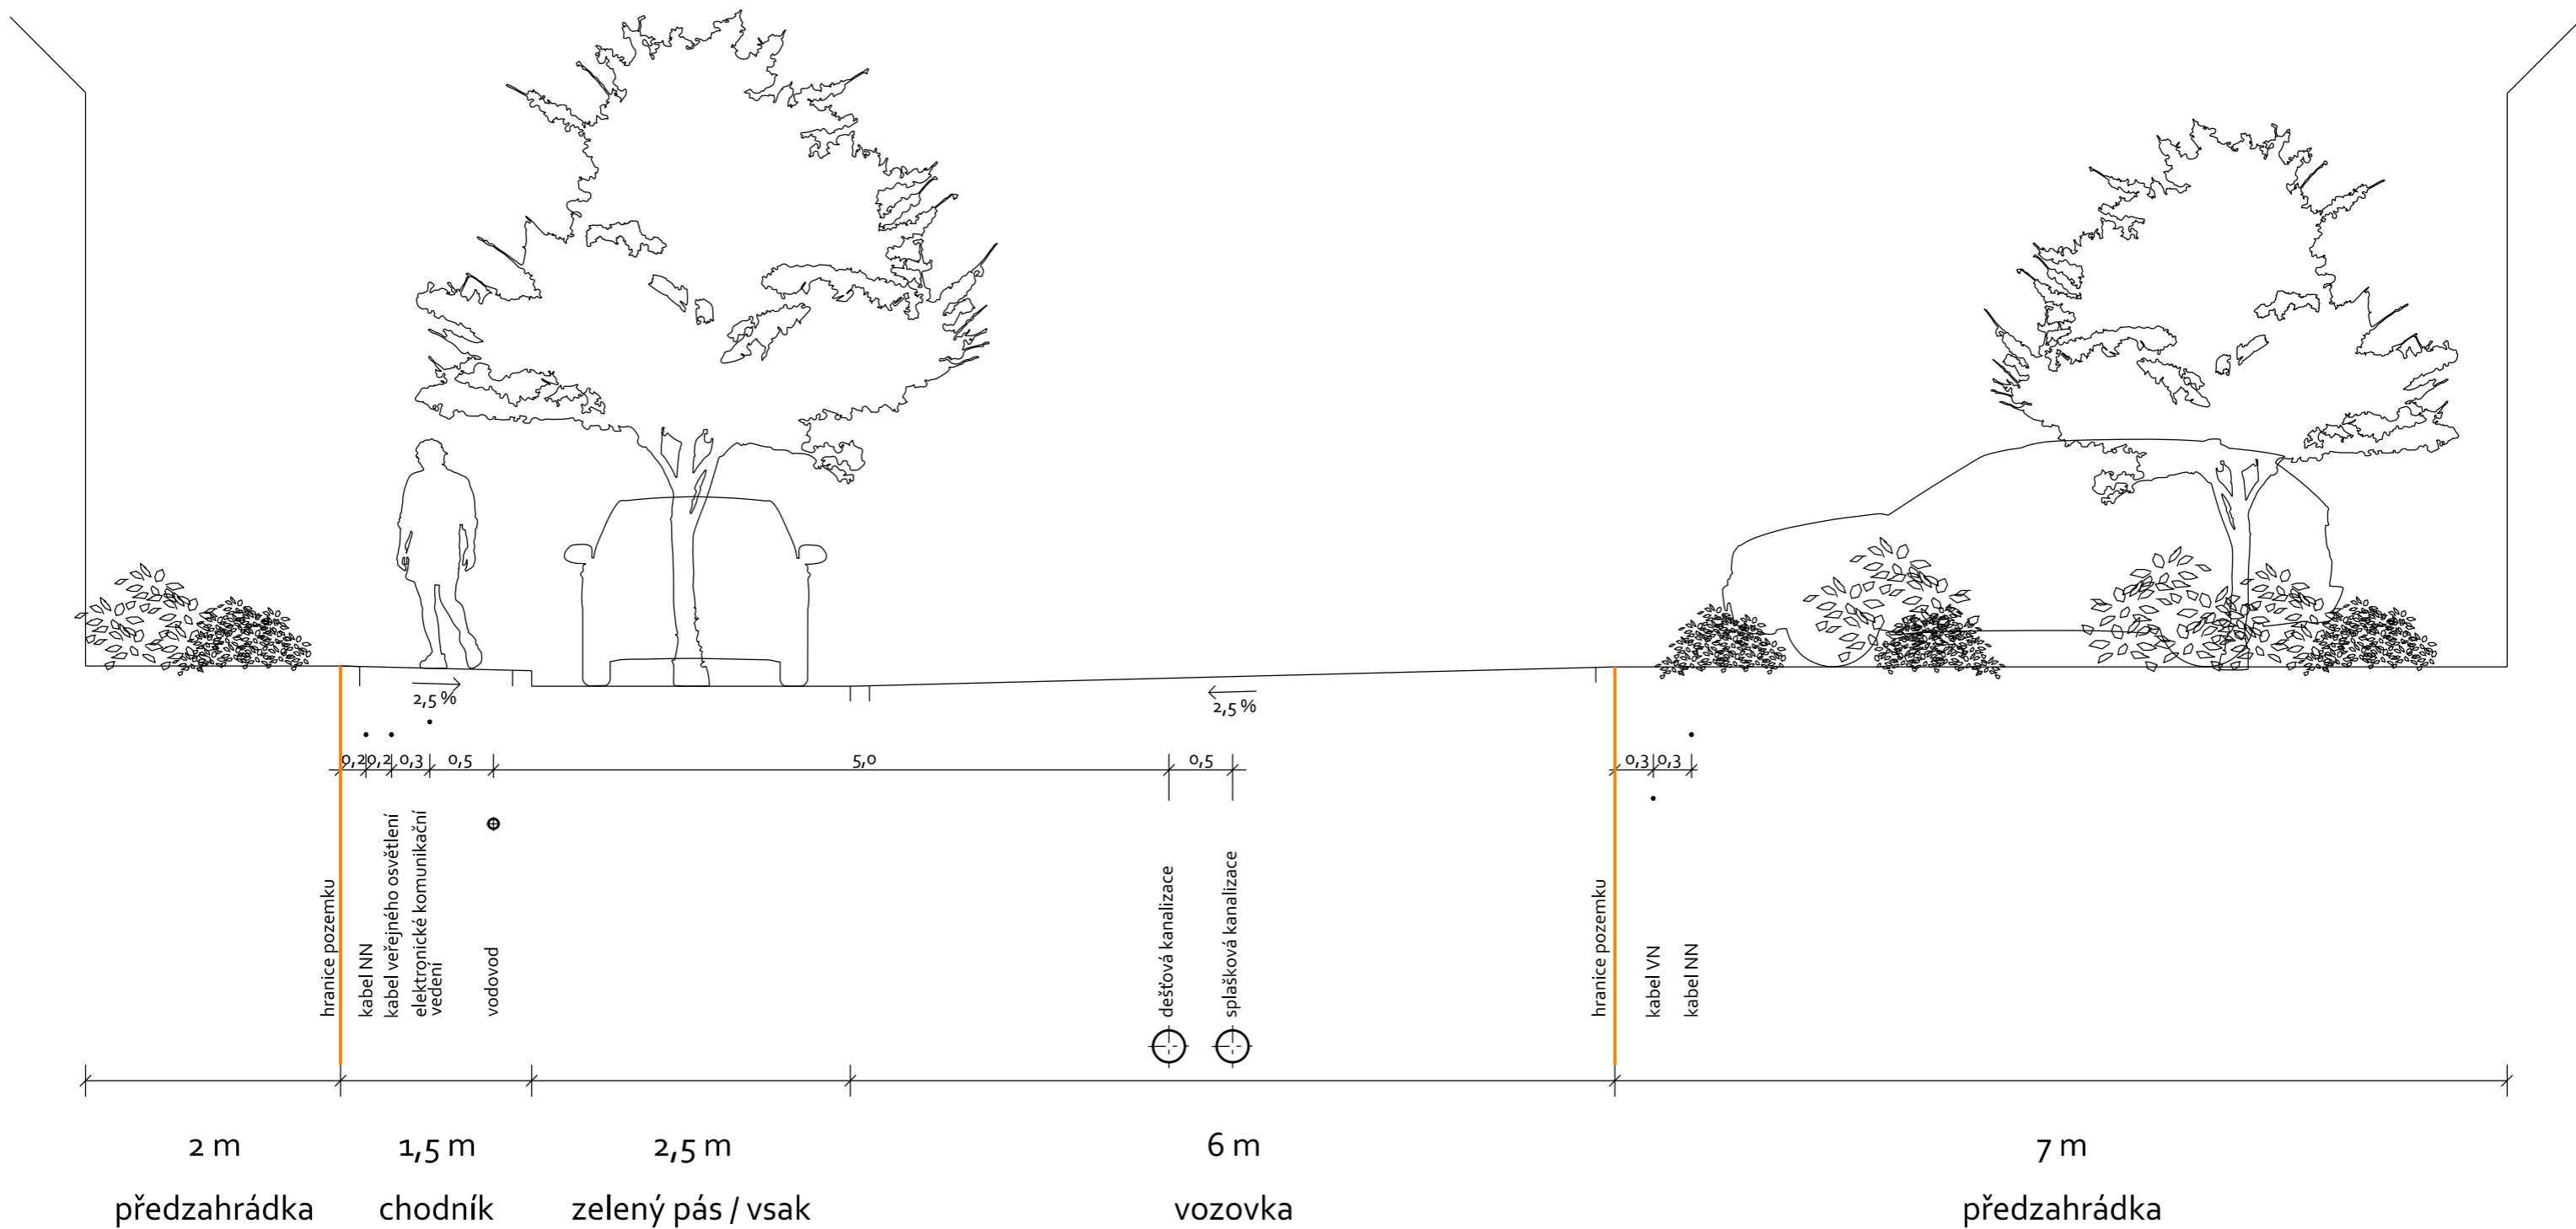 2,5 %
2,5 %
0,2
0,2
0,3
0,5
5,0
0,5
0,3
0,3
hranice pozemku
kabel NN
kabel veřejného osvětlení
elektronické komunikační
vedení
vodovod
dešťová kanalizace
splašková kanalizace
hranice pozemku
kabel VN
kabel NN
2 m
1,5 m
2,5 m
6 m
7 m
předzahrádka
chodník
zelený pás / vsak
vozovka
předzahrádka